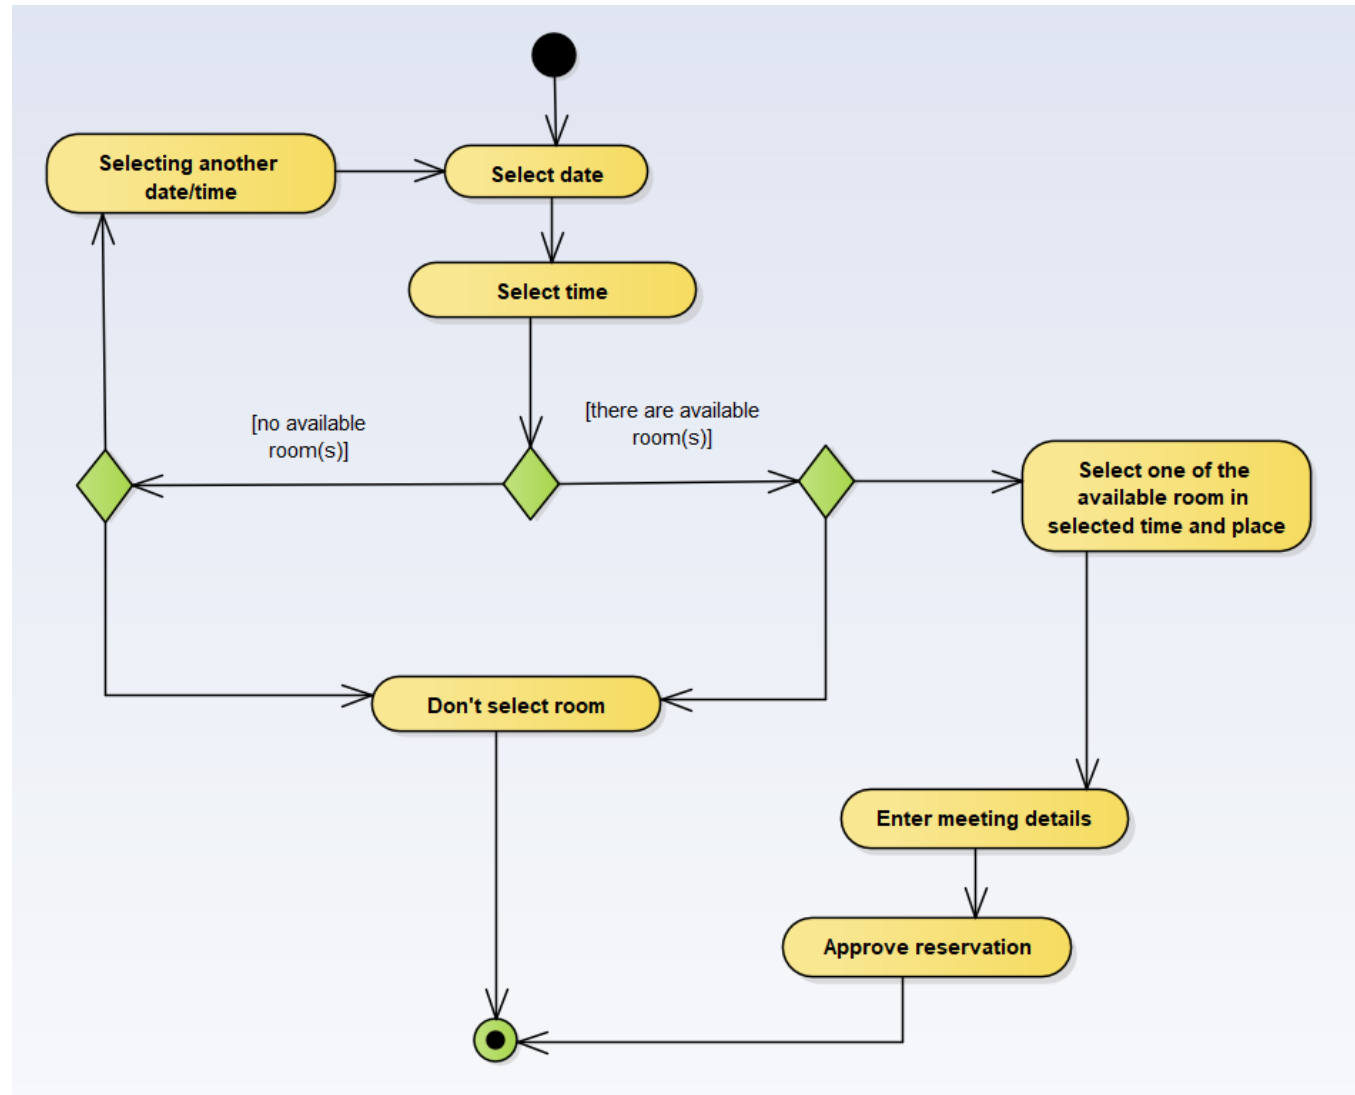 Selecting another
date/time
Select date
Select time
[no available
room(s)]
[there are available
room(s)]
Select one of the
available room in
selected time and place
Don't select room
Enter meeting details
Approve reservation